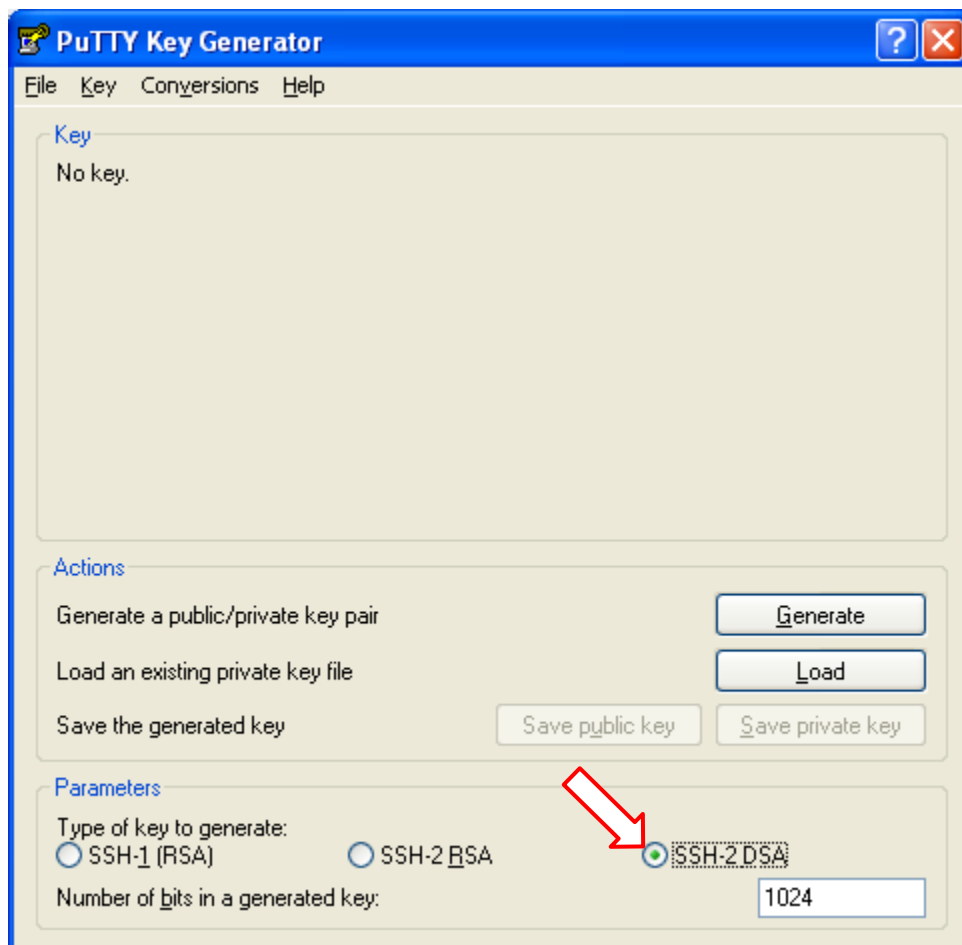 PuTTY Key Generator
File Key Conversions Help
Key
No key.
Actions
Generate a public/private key pair Generate
Load an existing private key file Load
Save the generated key Save public key Save private key
Parameters
Type of key to generate:
SSH-1 (RSA) SSH-2 RSA SSH-2 DSA
Number of bits in a generated key: 1024